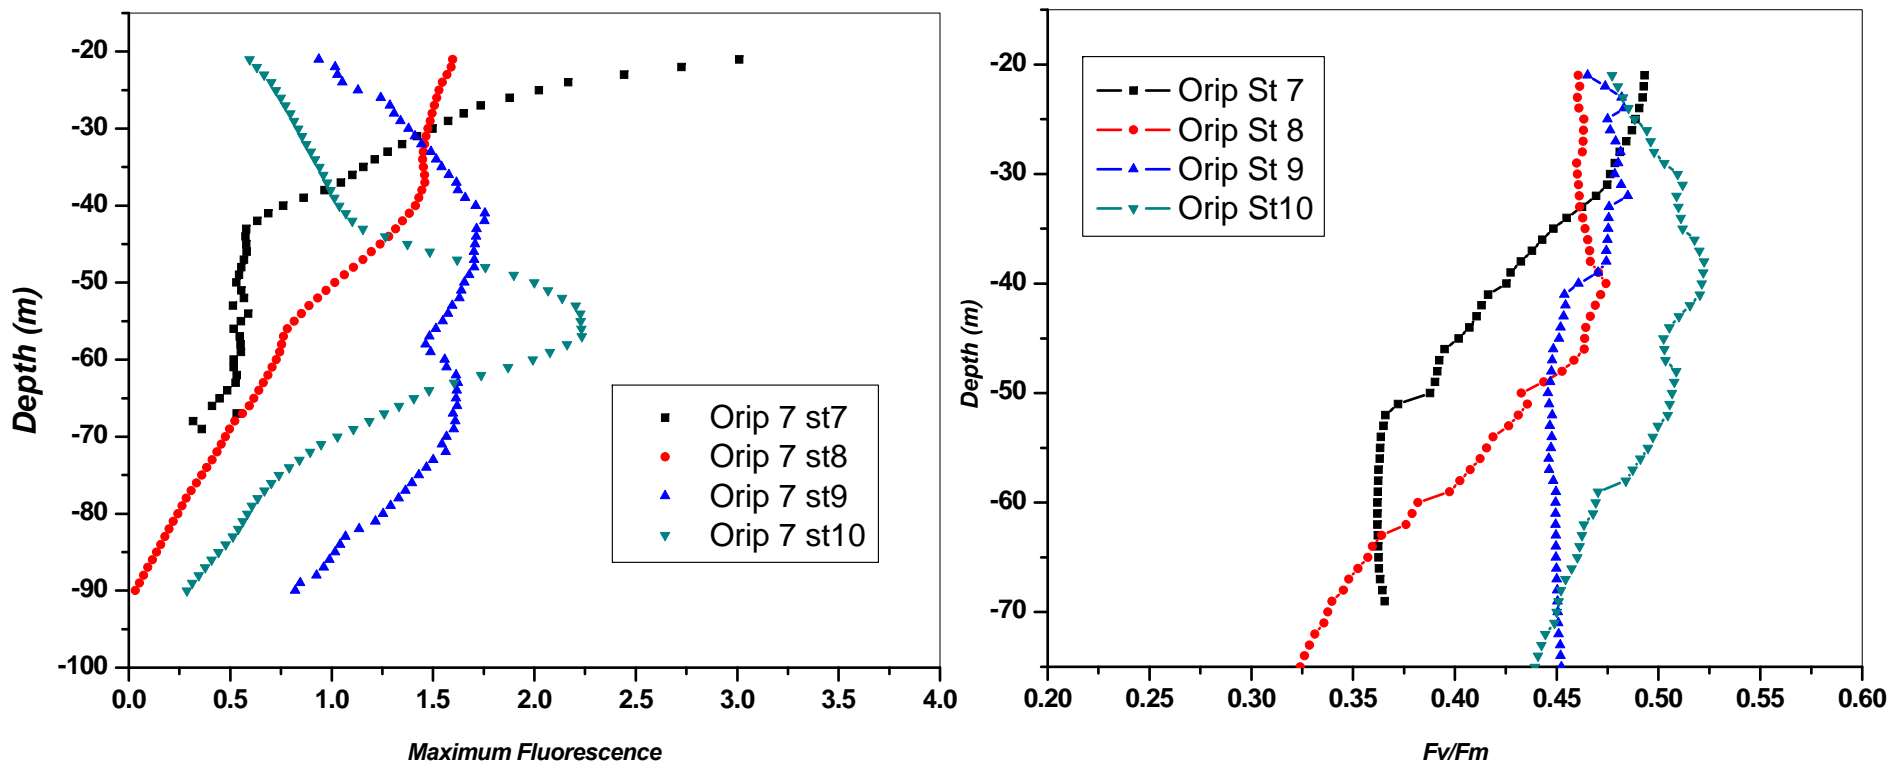 -20
-30
-40
-50
-60
-70
-80
-90
-100
Depth (m)
0.0 0.5 1.0 1.5 2.0 2.5 3.0 3.5 4.0
Maximum Fluorescence
Orip 7 st7
Orip 7 st8
Orip 7 st9
Orip 7 st10
-20
-30
-40
-50
-60
-70
Depth (m)
0.20 0.25 0.30 0.35 0.40 0.45 0.50 0.55 0.60
Fv/Fm
Orip St 7
Orip St 8
Orip St 9
Orip St10